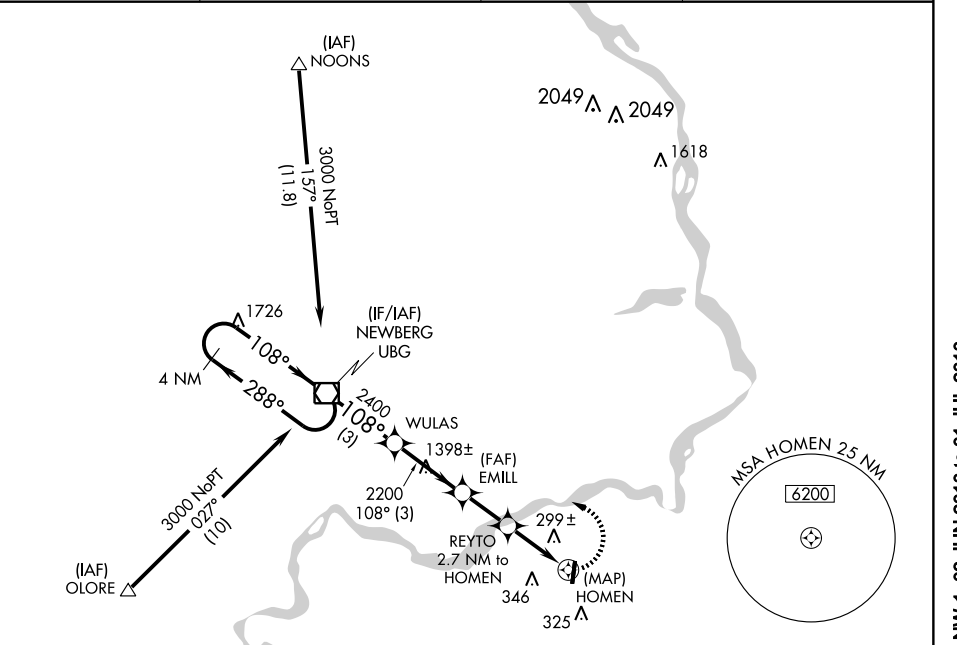 (IAF)
NOONS
2049
2049
1618
3000 NoPT
157°
(11.8)
1726
(IF/IAF)
NEWBERG
UBG
108°
4 NM
288°
2400
108°
(3)
WULAS
1398±
(FAF)
EMILL
2200
108° (3)
3000 NoPT
027°
(10)
REYTO
2.7 NM to
HOMEN
299±
(IAF)
OLORE
346
(MAP)
HOMEN
325
MSA HOMEN 25 NM
6200